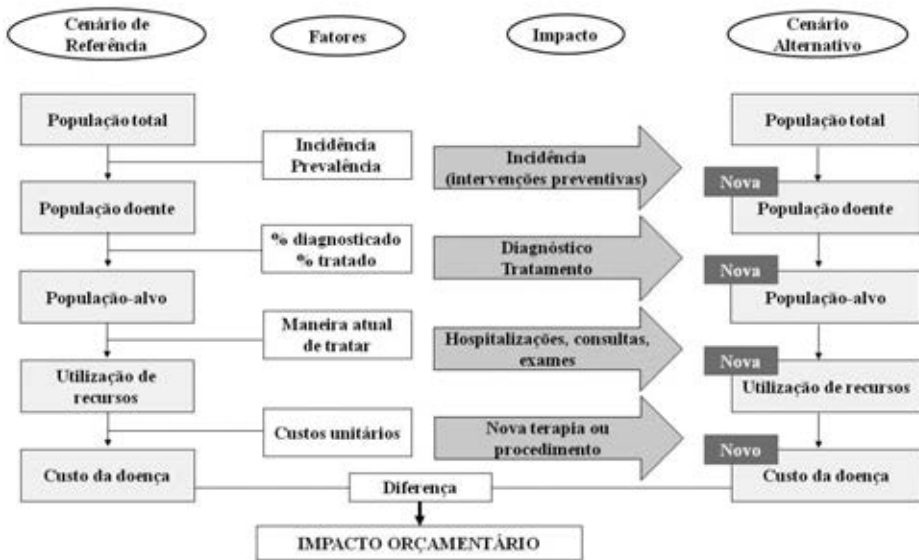 Cenário de
Referência
Fatores
Impacto
Cenário
Alternativo
População total
População total
Incidência
Prevalência
Incidência
(intervenções preventivas)
Nova
População doente
População doente
% diagnosticado
% tratado
Diagnóstico
Tratamento
Nova
População-alvo
População-alvo
Maneira atual
de tratar
Hospitalizações, consultas,
exames
Nova
Utilização de
recursos
Utilização de recursos
Custos unitários
Nova terapia ou
procedimento
Novo
Custo da doença
Custo da doença
Diferença
IMPACTO ORÇAMENTÁRIO